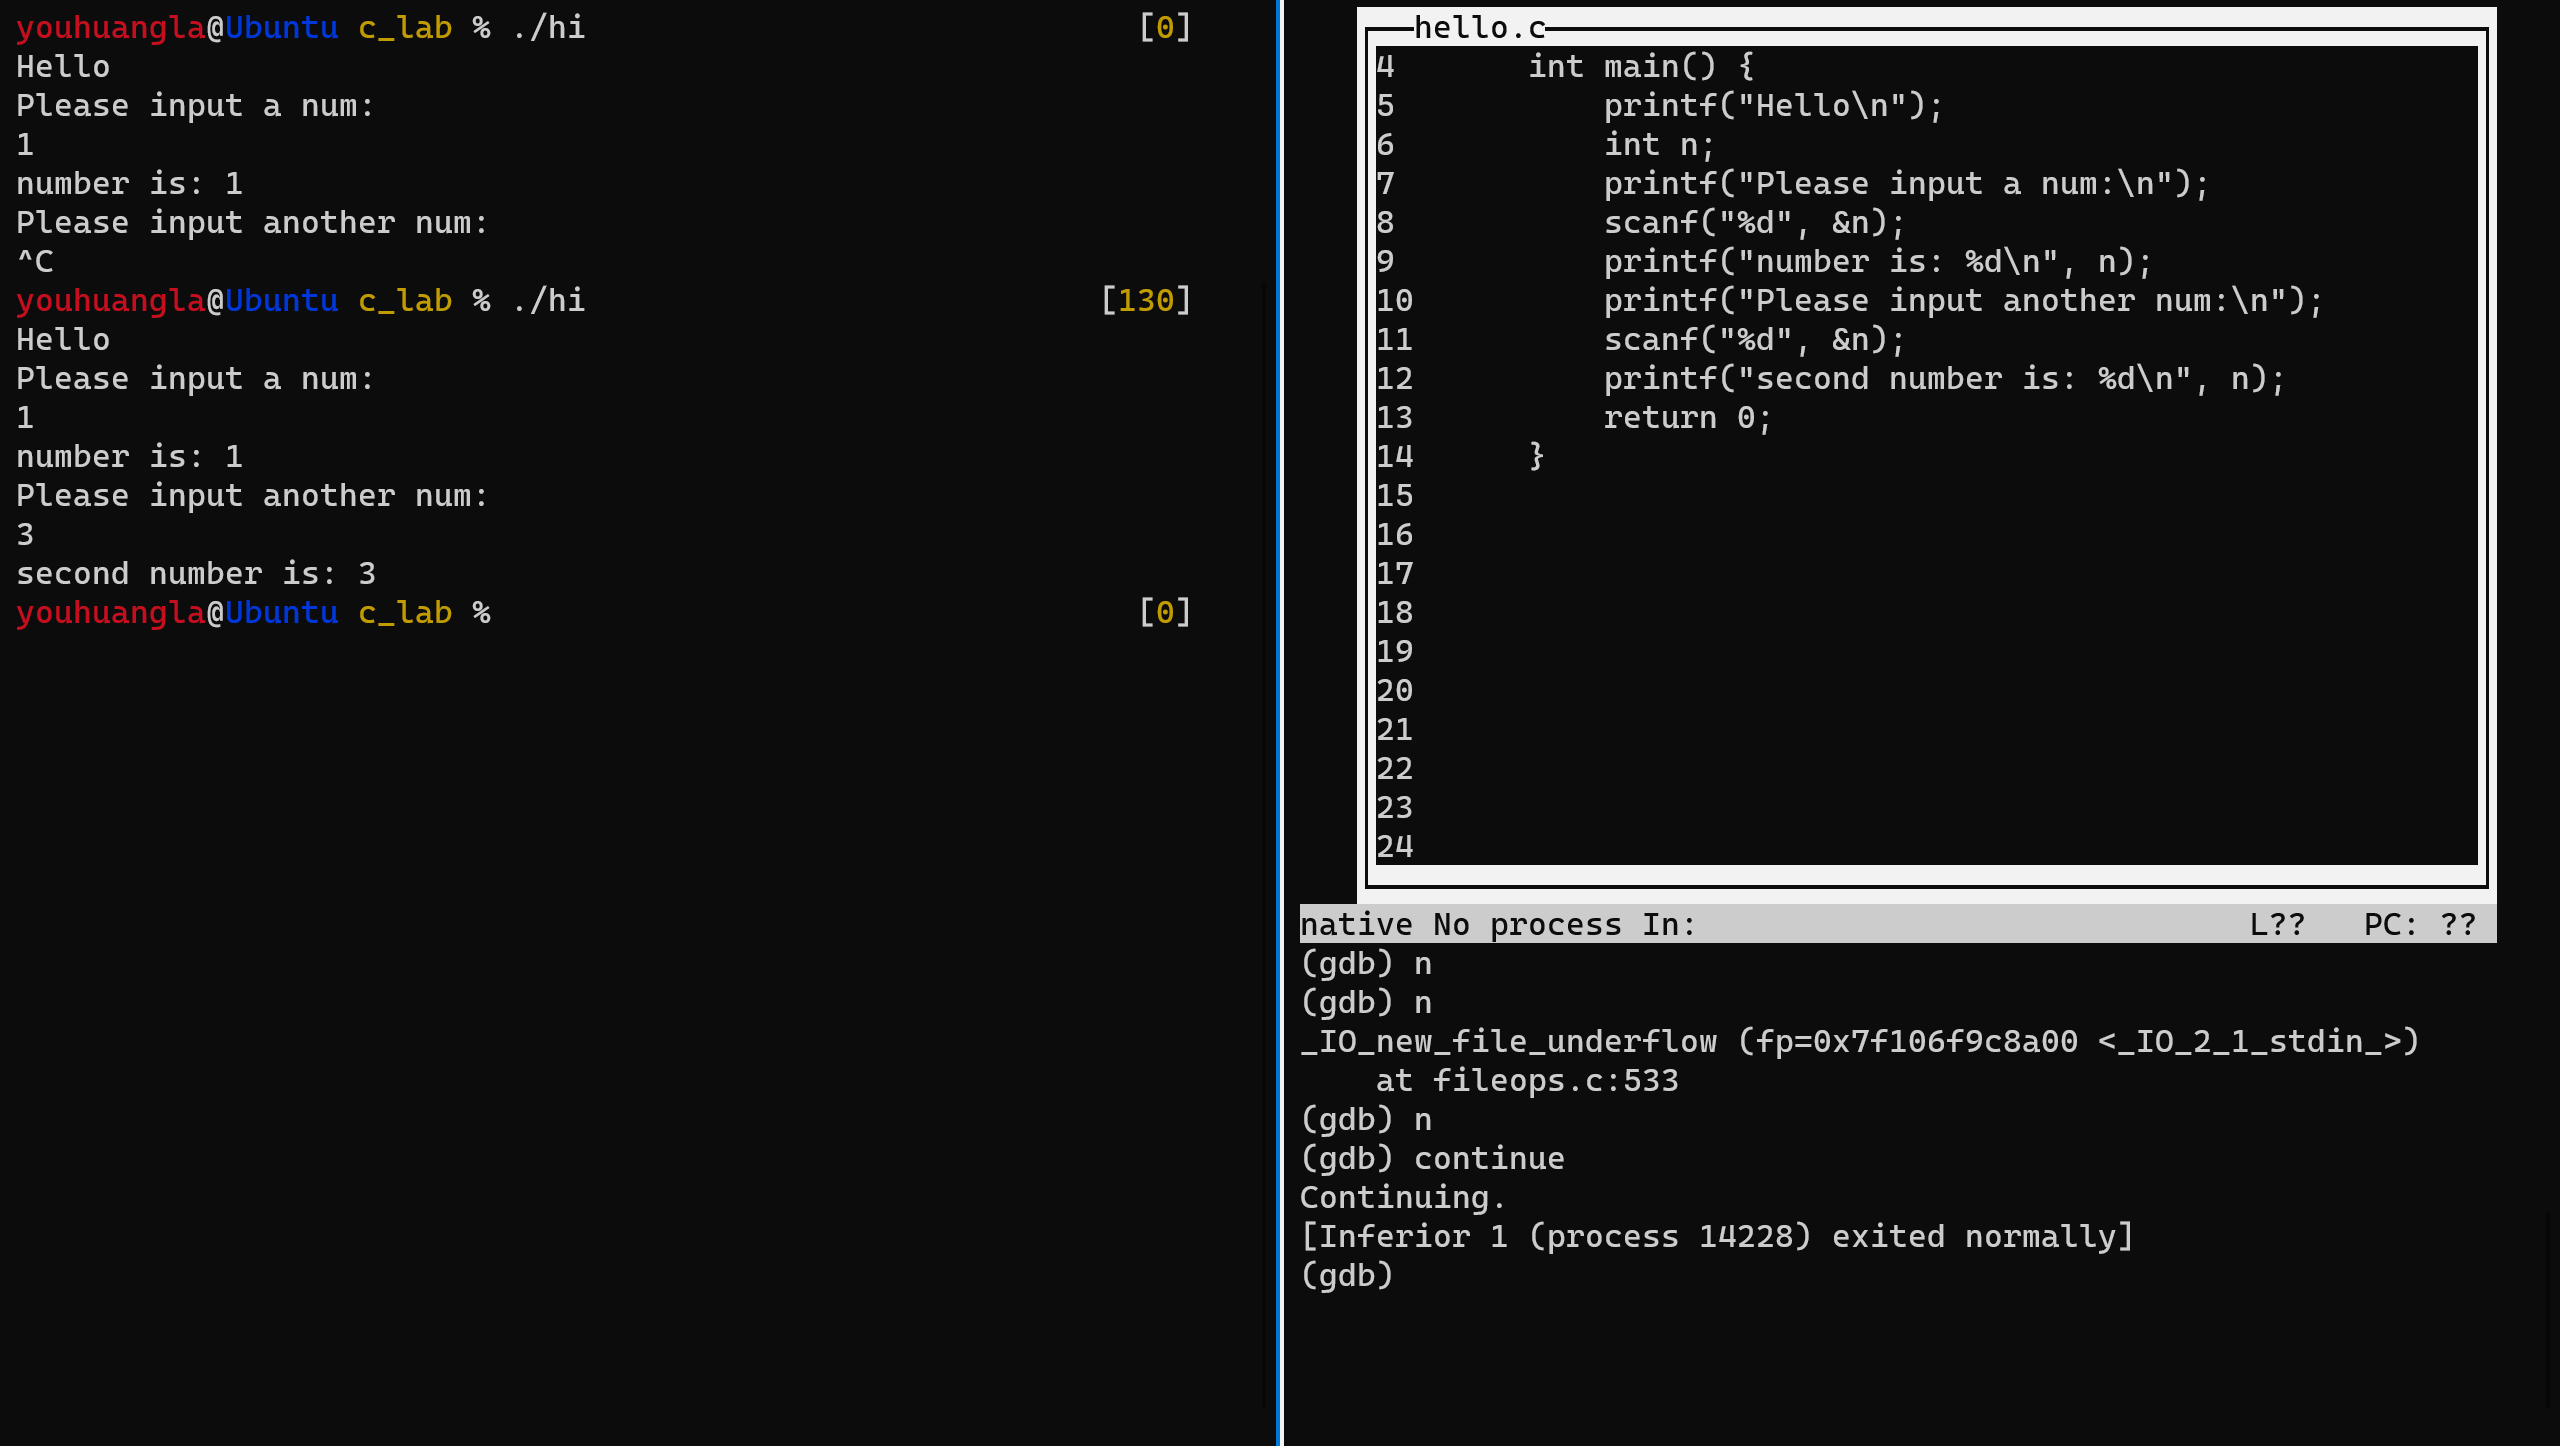 youhuangla@Ubuntu c_lab % ./hi [0]
Hello
Please input a num:
1
number is: 1
Please input another num:
^C
youhuangla@Ubuntu c_lab % ./hi [130]
Hello
Please input a num:
1
number is: 1
Please input another num:
3
second number is: 3
youhuangla@Ubuntu c_lab % [0]
hello.c
4 int main() {
5 printf("Hello\n");
6 int n;
7 printf("Please input a num:\n");
8 scanf("%d", &n);
9 printf("number is: %d\n", n);
10 printf("Please input another num:\n");
11 scanf("%d", &n);
12 printf("second number is: %d\n", n);
13 return 0;
14 }
15
16
17
18
19
20
21
22
23
24
native No process In: L?? PC: ??
(gdb) n
(gdb) n
_IO_new_file_underflow (fp=0x7f106f9c8a00 <_IO_2_1_stdin_>)
at fileops.c:533
(gdb) n
(gdb) continue
Continuing.
[Inferior 1 (process 14228) exited normally]
(gdb)